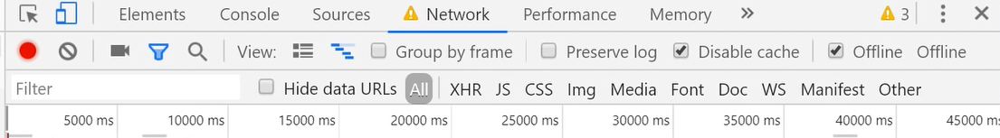 Elements Console Sources Network Performance Memory 3
View: Group by frame Preserve log Disable cache Offline Offline
Filter Hide data URLs All XHR JS CSS Img Media Font Doc WS Manifest Other
5000 ms 10000 ms 15000 ms 20000 ms 25000 ms 30000 ms 35000 ms 40000 ms 45000 ms